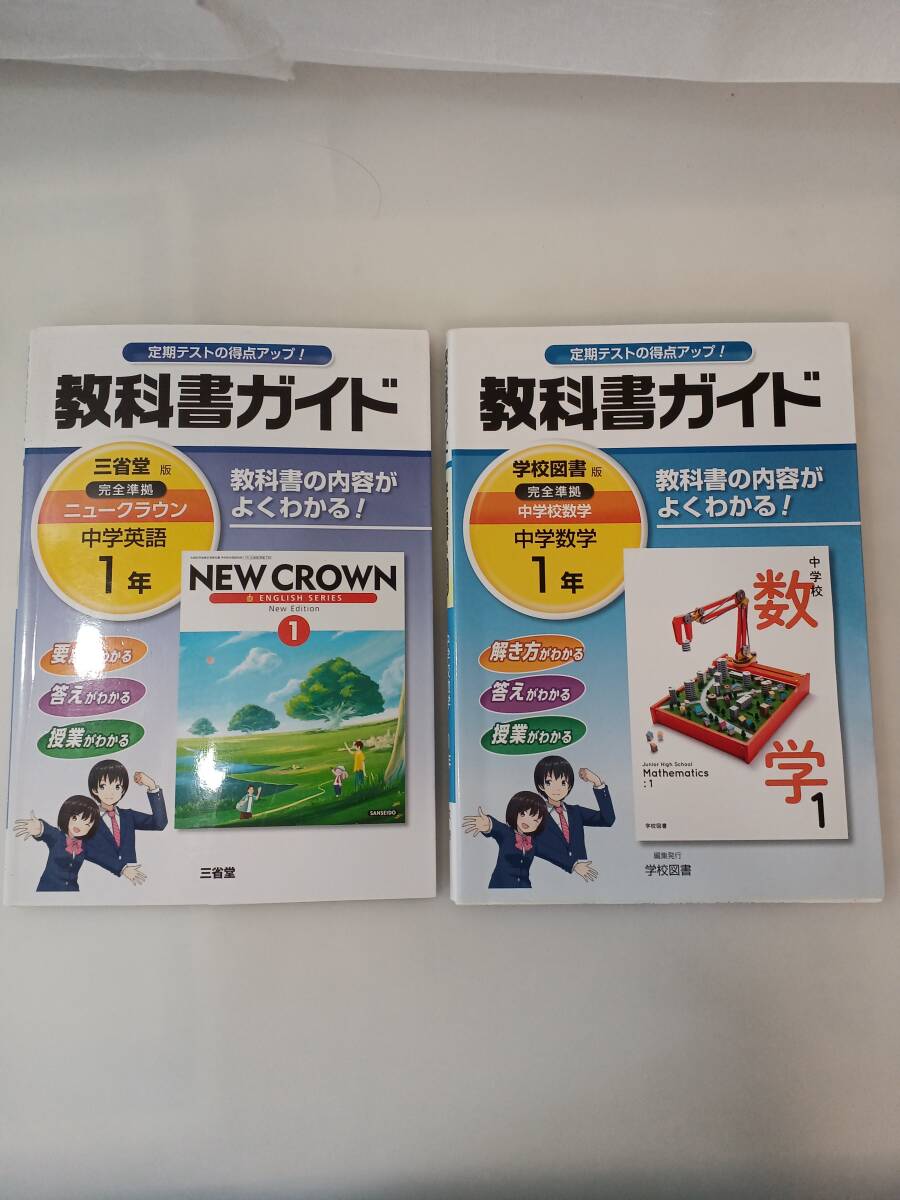 定期テストの得点アップ!
教科書ガイド
三省堂 版
完全準拠
ニュークラウン
中学英語
1年
教科書の内容が
よくわかる!
NEW CROWN
ENGLISH SERIES
New Edition
1
SANSEIDO
要点がわかる
答えがわかる
授業がわかる
三省堂
定期テストの得点アップ!
教科書ガイド
学校図書 版
完全準拠
中学校数学
中学数学
1年
教科書の内容が
よくわかる!
中学校
数
学
1
Junior High School
Mathematics
:1
学校図書
解き方がわかる
答えがわかる
授業がわかる
編集発行
学校図書